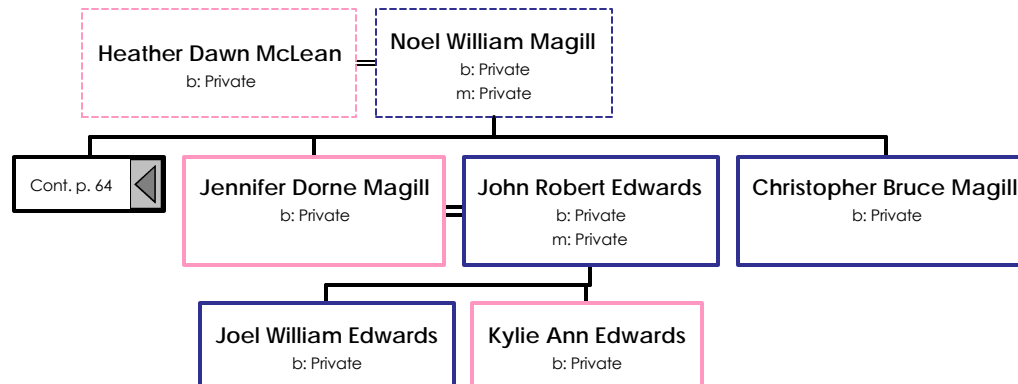 Heather Dawn McLean
b: Private
Noel William Magill
b: Private
m: Private
Cont. p. 64
Jennifer Dorne Magill
b: Private
John Robert Edwards
b: Private
m: Private
Christopher Bruce Magill
b: Private
Joel William Edwards
b: Private
Kylie Ann Edwards
b: Private